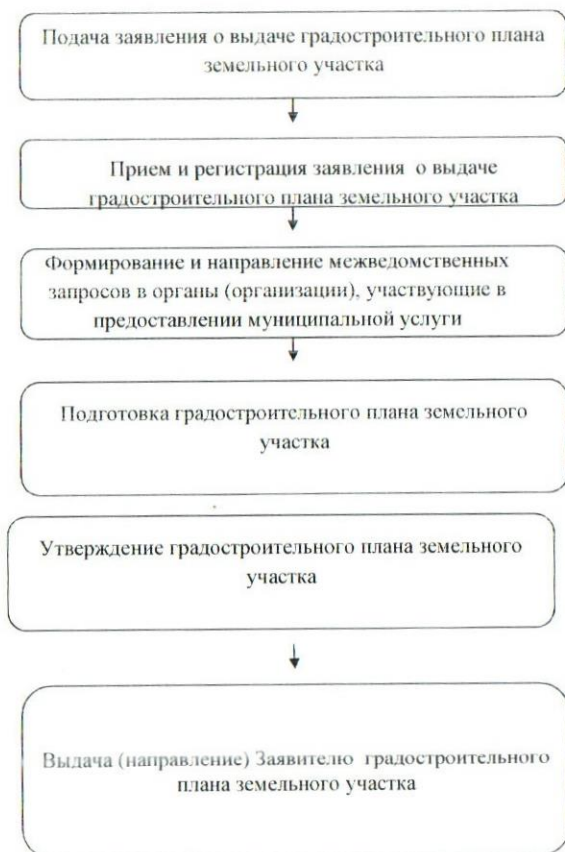 Подача заявления о выдаче градостроительного плана
земельного участка
Прием и регистрация заявления о выдаче
градостроительного плана земельного участка
Формирование и направление межведомственных
запросов в органы (организации), участвующие в
предоставлении муниципальной услуги
Подготовка градостроительного плана земельного
участка
Утверждение градостроительного плана земельного
участка
Выдача (направление) Заявителю градостроительного
плана земельного участка